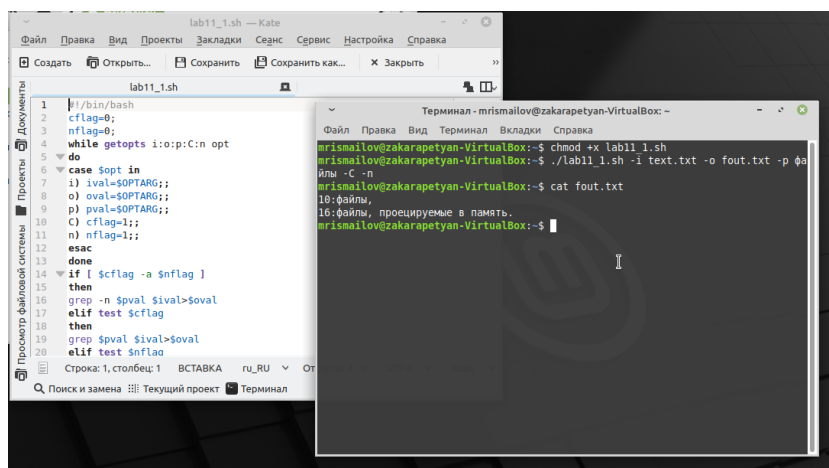 lab11_1.sh — Kate
Файл Правка Вид Проекты Закладки Сеанс Сервис Настройка Справка
Создать Открыть... Сохранить Сохранить как... Закрыть »
lab11_1.sh
Документы
Проекты
Просмотр файловой системы
1 #!/bin/bash
2 cflag=0;
3 nflag=0;
4 while getopts i:o:p:C:n opt
5 do
6 case $opt in
7 i) ival=$OPTARG;;
8 o) oval=$OPTARG;;
9 p) pval=$OPTARG;;
10 C) cflag=1;;
11 n) nflag=1;;
12 esac
13 done
14 if [ $cflag -a $nflag ]
15 then
16 grep -n $pval $ival>$oval
17 elif test $cflag
18 then
19 grep $pval $ival>$oval
20 elif test $nflag
Строка: 1, столбец: 1 ВСТАВКА ru_RU От
Поиск и замена Текущий проект Терминал
Терминал - mrismailov@zakarapetyan-VirtualBox: ~
Файл Правка Вид Терминал Вкладки Справка
mrismailov@zakarapetyan-VirtualBox:~$ chmod +x lab11_1.sh
mrismailov@zakarapetyan-VirtualBox:~$ ./lab11_1.sh -i text.txt -o fout.txt -p фа
йлы -C -n
mrismailov@zakarapetyan-VirtualBox:~$ cat fout.txt
10:файлы,
16:файлы, проецируемые в память.
mrismailov@zakarapetyan-VirtualBox:~$